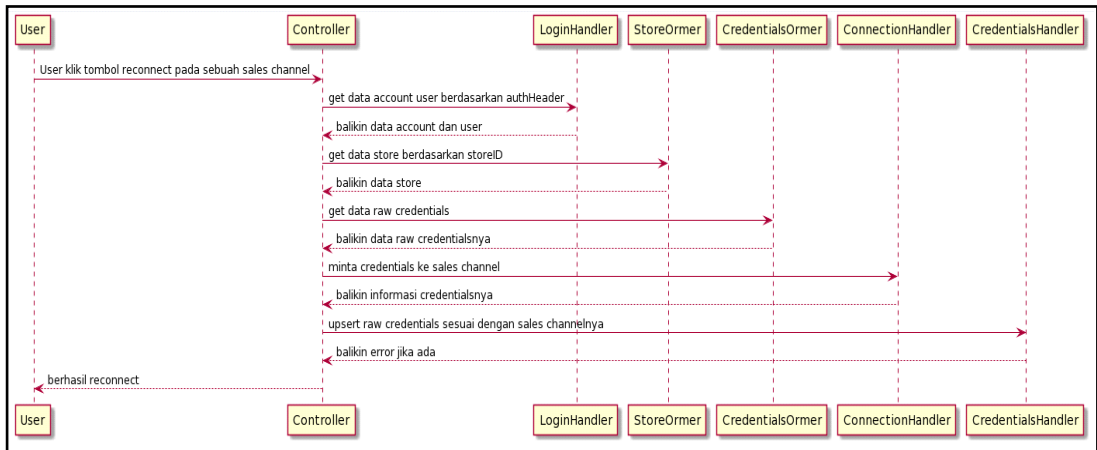 User Controller LoginHandler StoreOrmer CredentialsOrmer ConnectionHandler CredentialsHandler
User klik tombol reconnect pada sebuah sales channel
get data account user berdasarkan authHeader
balikin data account dan user
get data store berdasarkan storeID
balikin data store
get data raw credentials
balikin data raw credentialsnya
minta credentials ke sales channel
balikin informasi credentialsnya
upsert raw credentials sesuai dengan sales channelnya
balikin error jika ada
berhasil reconnect
User Controller LoginHandler StoreOrmer CredentialsOrmer ConnectionHandler CredentialsHandler